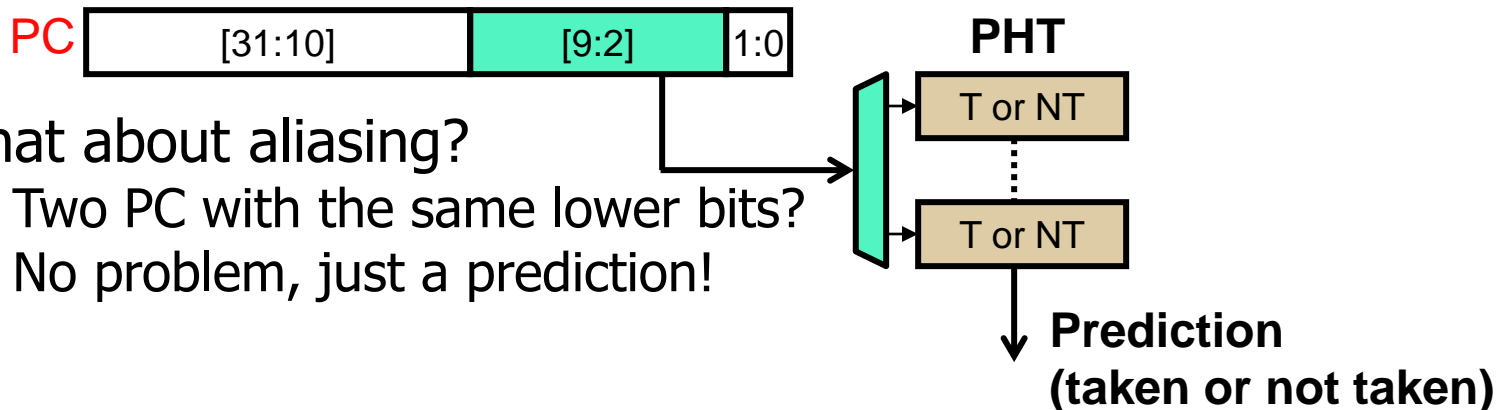 PC [31:10] [9:2] 1:0 PHT
T or NT
hat about aliasing?
Two PC with the same lower bits?
T or NT
No problem, just a prediction!
Prediction
(taken or not taken)